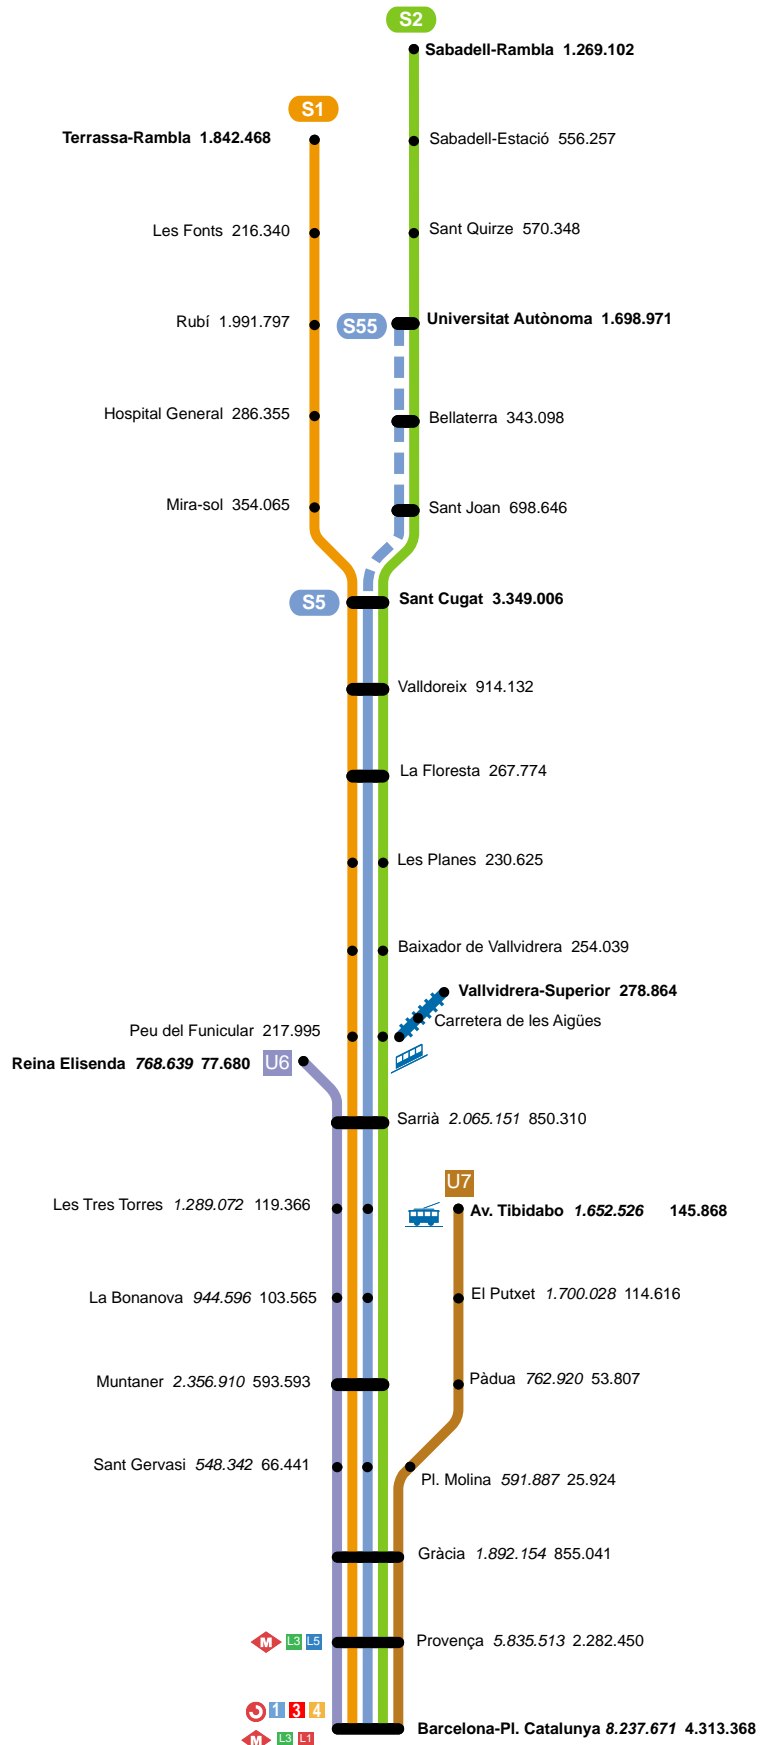 S2
Sabadell-Rambla 1.269.102
S1
Terrassa-Rambla 1.842.468
Sabadell-Estació 556.257
Les Fonts 216.340
Sant Quirze 570.348
Rubí 1.991.797
S55
Universitat Autònoma 1.698.971
Hospital General 286.355
Bellaterra 343.098
Mira-sol 354.065
Sant Joan 698.646
S5
Sant Cugat 3.349.006
Valldoreix 914.132
La Floresta 267.774
Les Planes 230.625
Baixador de Vallvidrera 254.039
Vallvidrera-Superior 278.864
Carretera de les Aigües
Peu del Funicular 217.995
Reina Elisenda 768.639 77.680
U6
Sarrià 2.065.151 850.310
U7
Les Tres Torres 1.289.072 119.366
Av. Tibidabo 1.652.526 145.868
La Bonanova 944.596 103.565
El Putxet 1.700.028 114.616
Muntaner 2.356.910 593.593
Pàdua 762.920 53.807
Sant Gervasi 548.342 66.441
Pl. Molina 591.887 25.924
Gràcia 1.892.154 855.041
M L3 L5
Provença 5.835.513 2.282.450
1 3 4
Barcelona-Pl. Catalunya 8.237.671 4.313.368
M L3 L1